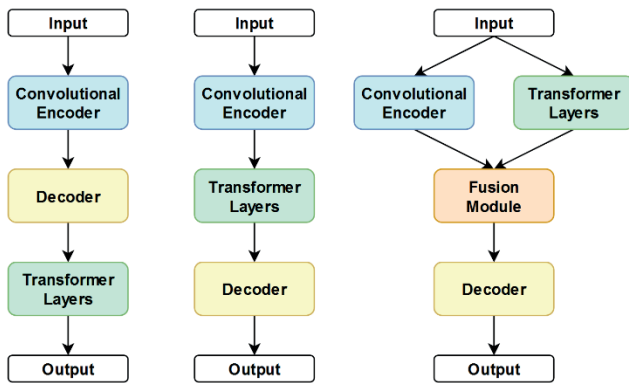 Input
Convolutional
Encoder
Decoder
Transformer
Layers
Output
Input
Convolutional
Encoder
Transformer
Layers
Decoder
Output
Input
Convolutional
Encoder
Transformer
Layers
Fusion
Module
Decoder
Output